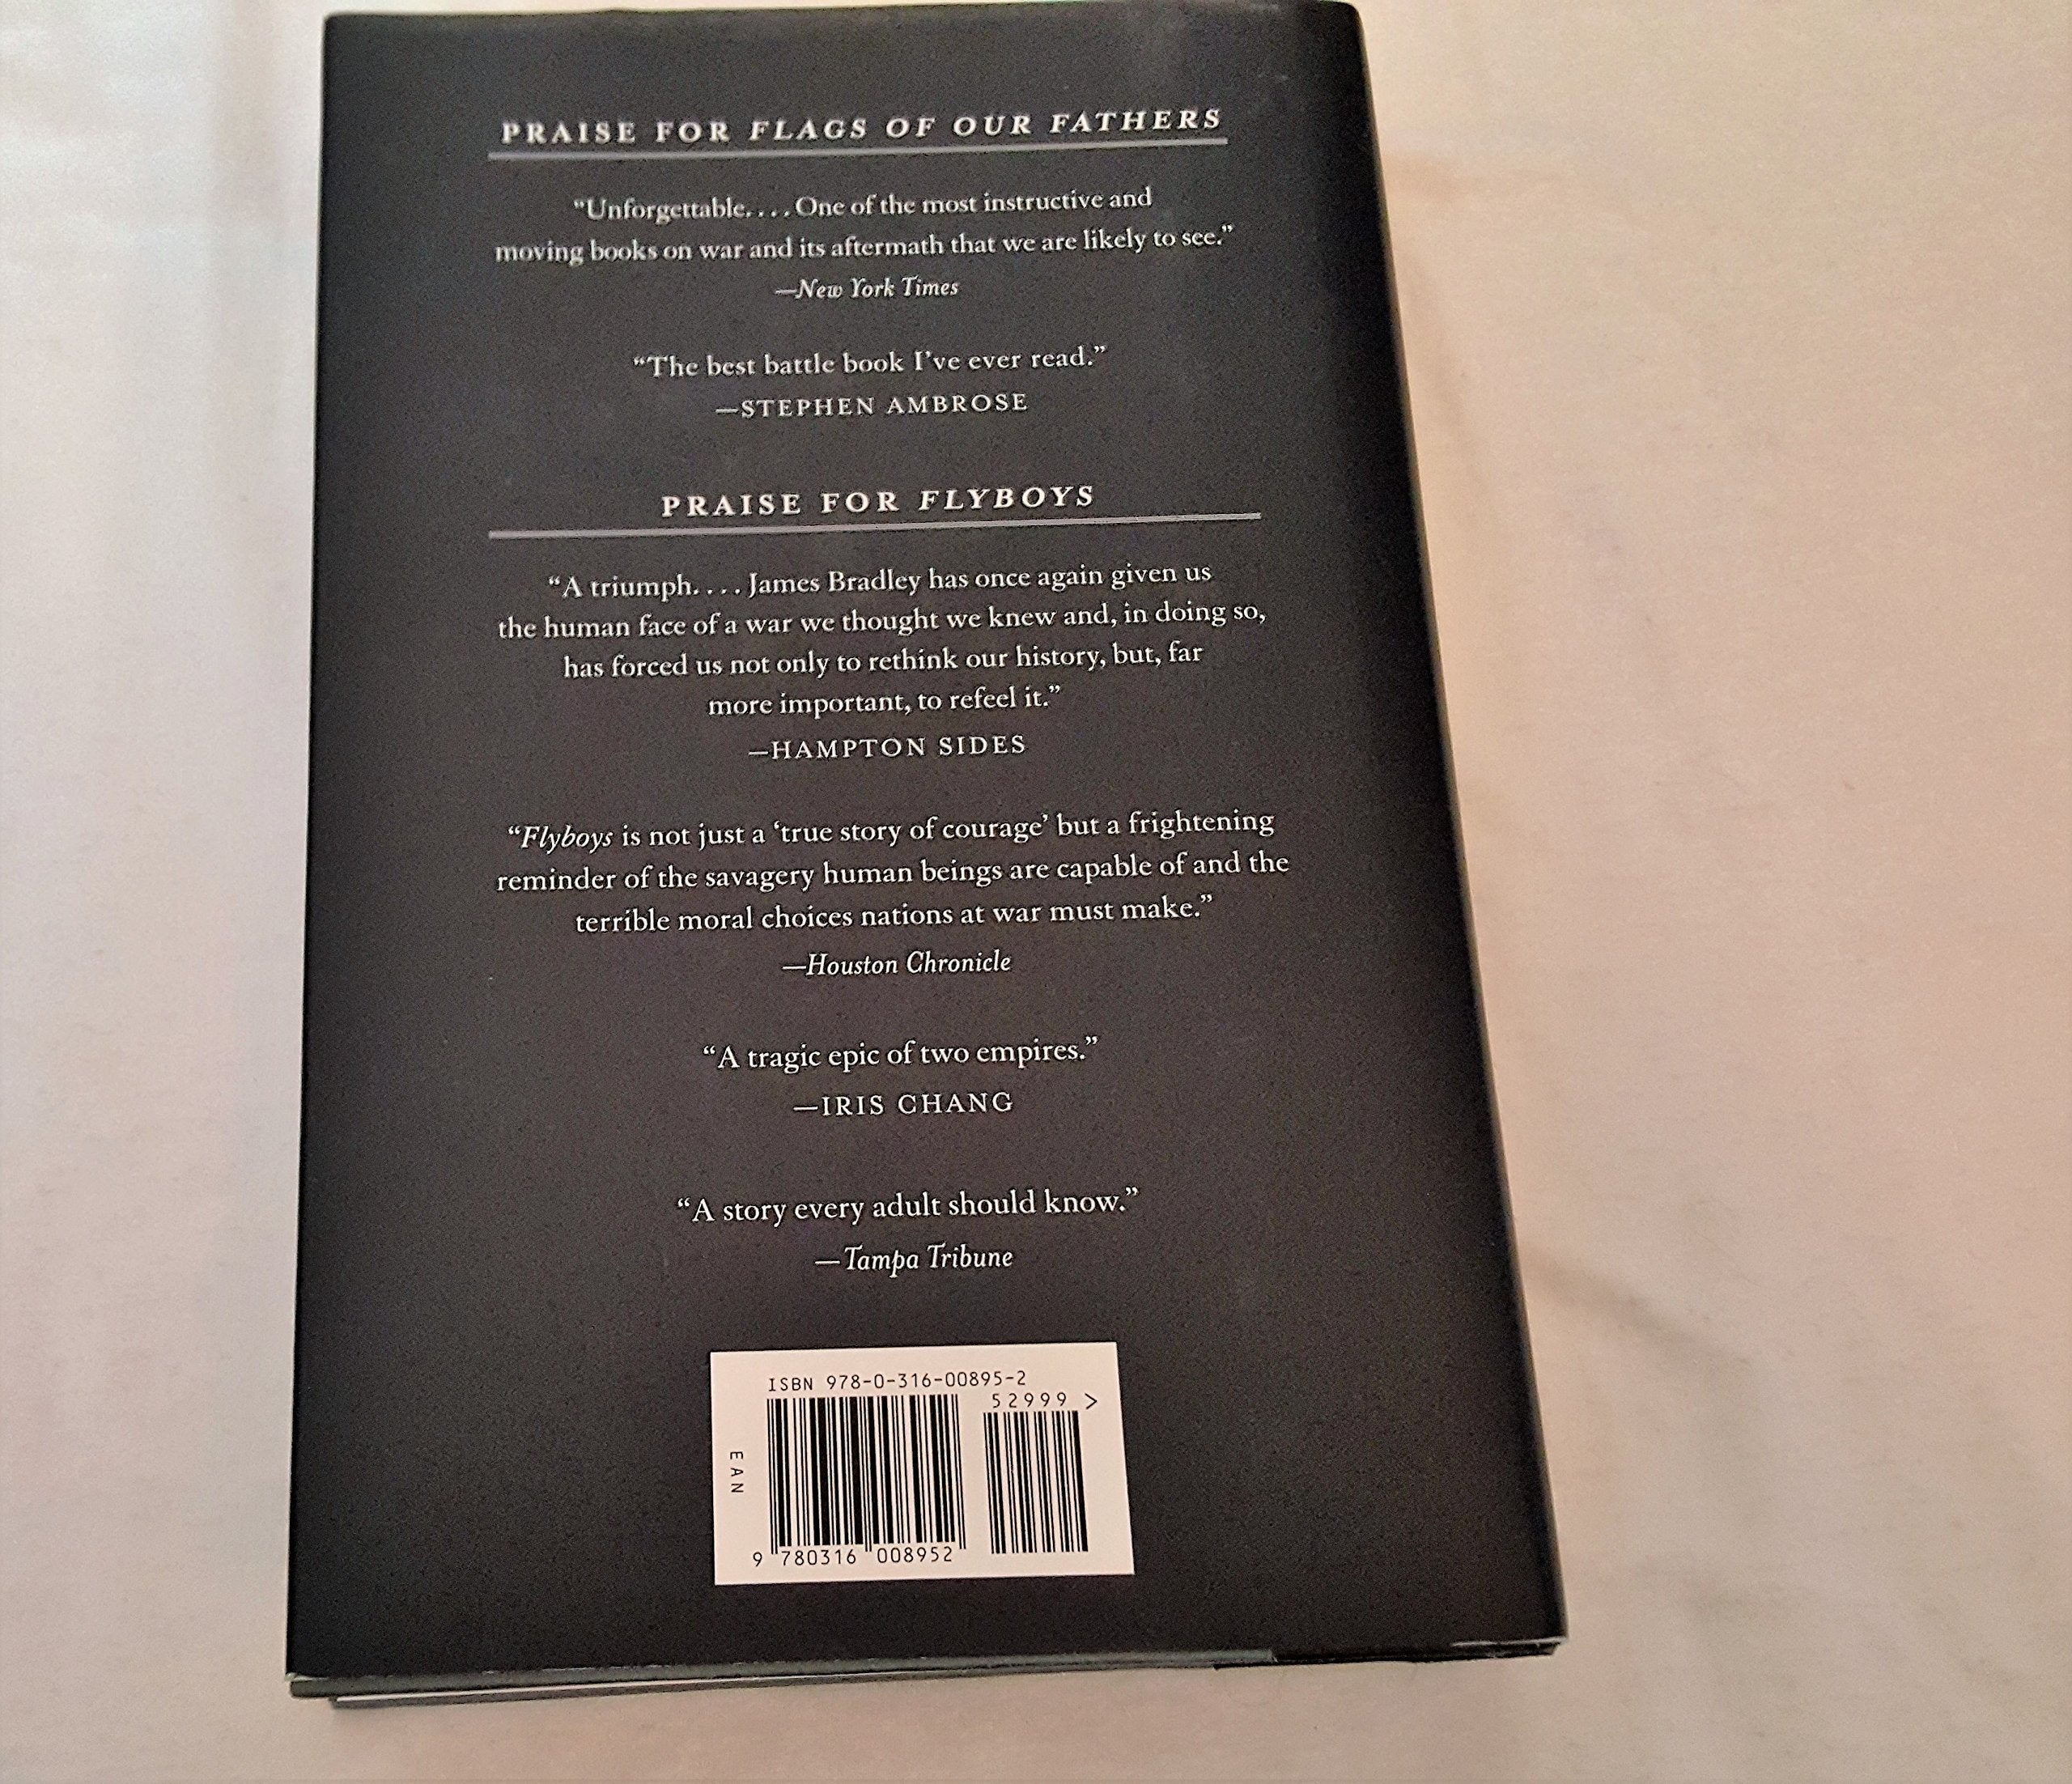 PRAISE FOR FLAGS OF OUR FATHERS
“Unforgettable. . . . One of the most instructive and
moving books on war and its aftermath that we are likely to see.”
—New York Times
“The best battle book I’ve ever read.”
—STEPHEN AMBROSE
PRAISE FOR FLYBOYS
“A triumph. . . . James Bradley has once again given us
the human face of a war we thought we knew and, in doing so,
has forced us not only to rethink our history, but, far
more important, to refeel it.”
—HAMPTON SIDES
“Flyboys is not just a ‘true story of courage’ but a frightening
reminder of the savagery human beings are capable of and the
terrible moral choices nations at war must make.”
—Houston Chronicle
“A tragic epic of two empires.”
—IRIS CHANG
“A story every adult should know.”
—Tampa Tribune
ISBN 978-0-316-00895-2
52999 >
EAN
9 780316 008952